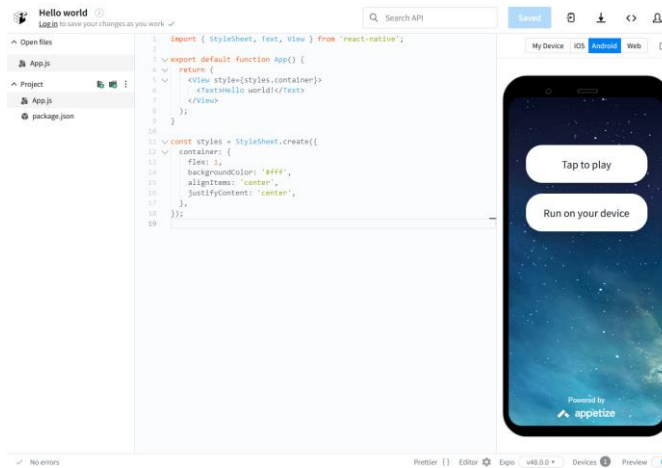 Hello world
Log in to save your changes as you work
Search API
Saved
Open files
App.js
Project
App.js
package.json
1 import { StyleSheet, Text, View } from 'react-native';
2
3 export default function App() {
4 return (
5 <View style={styles.container}>
6 <Text>Hello world!</Text>
7 </View>
8 );
9 }
10
11 const styles = StyleSheet.create({
12 container: {
13 flex: 1,
14 backgroundColor: '#fff',
15 alignItems: 'center',
16 justifyContent: 'center',
17 },
18 });
19
My Device iOS Android Web
Tap to play
Run on your device
Powered by
appetize
No errors
Prettier { } Editor Expo v48.0.0 Devices 1 Preview